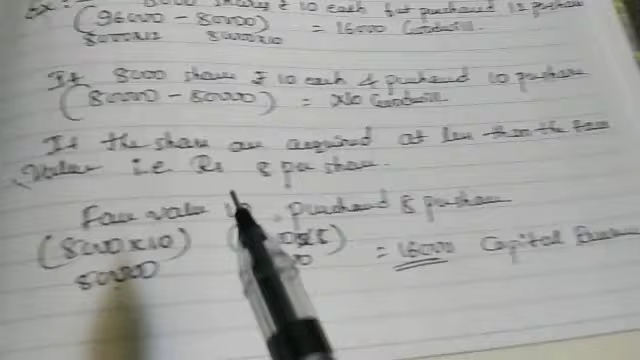 8000 shares ₹ 10 each but purchased 12 per share
(96000 - 80000) = 16000 Goodwill.
8000x12 8000x10
If 8000 share ₹ 10 each & purchased 10 per share
(80000 - 80000) = No Goodwill
If the share are acquired at less than the Face
Value i.e Rs 8 per share.
Face value 10 purchased 8 per share
(8000x10) = 16000 Capital
80000